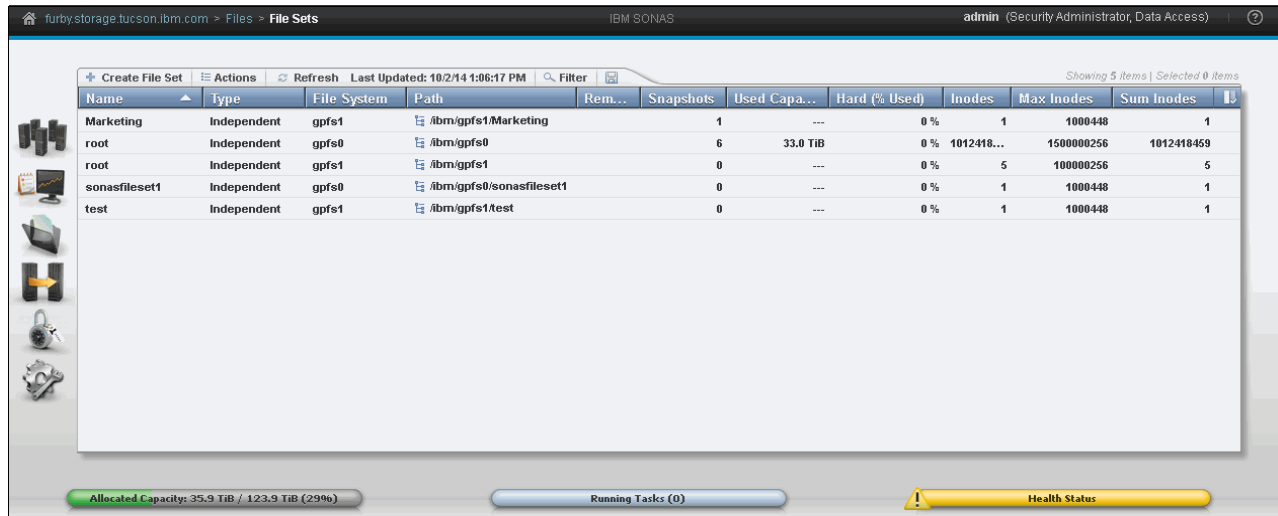 furby.storage.tucson.ibm.com > Files > File Sets IBM SONAS admin (Security Administrator, Data Access) ?
Create File Set Actions Refresh Last Updated: 10/2/14 1:06:17 PM Filter Showing 5 items | Selected 0 items
Name Type File System Path Rem... Snapshots Used Capa... Hard (% Used) Inodes Max Inodes Sum Inodes
Marketing Independent gpfs1 /ibm/gpfs1/Marketing 1 --- 0 % 1 1000448 1
root Independent gpfs0 /ibm/gpfs0 6 33.0 TiB 0 % 1012418... 1500000256 1012418459
root Independent gpfs1 /ibm/gpfs1 0 --- 0 % 5 100000256 5
sonasfileset1 Independent gpfs0 /ibm/gpfs0/sonasfileset1 0 --- 0 % 1 1000448 1
test Independent gpfs1 /ibm/gpfs1/test 0 --- 0 % 1 1000448 1
Allocated Capacity: 35.9 TiB / 123.9 TiB (29%) Running Tasks (0) Health Status